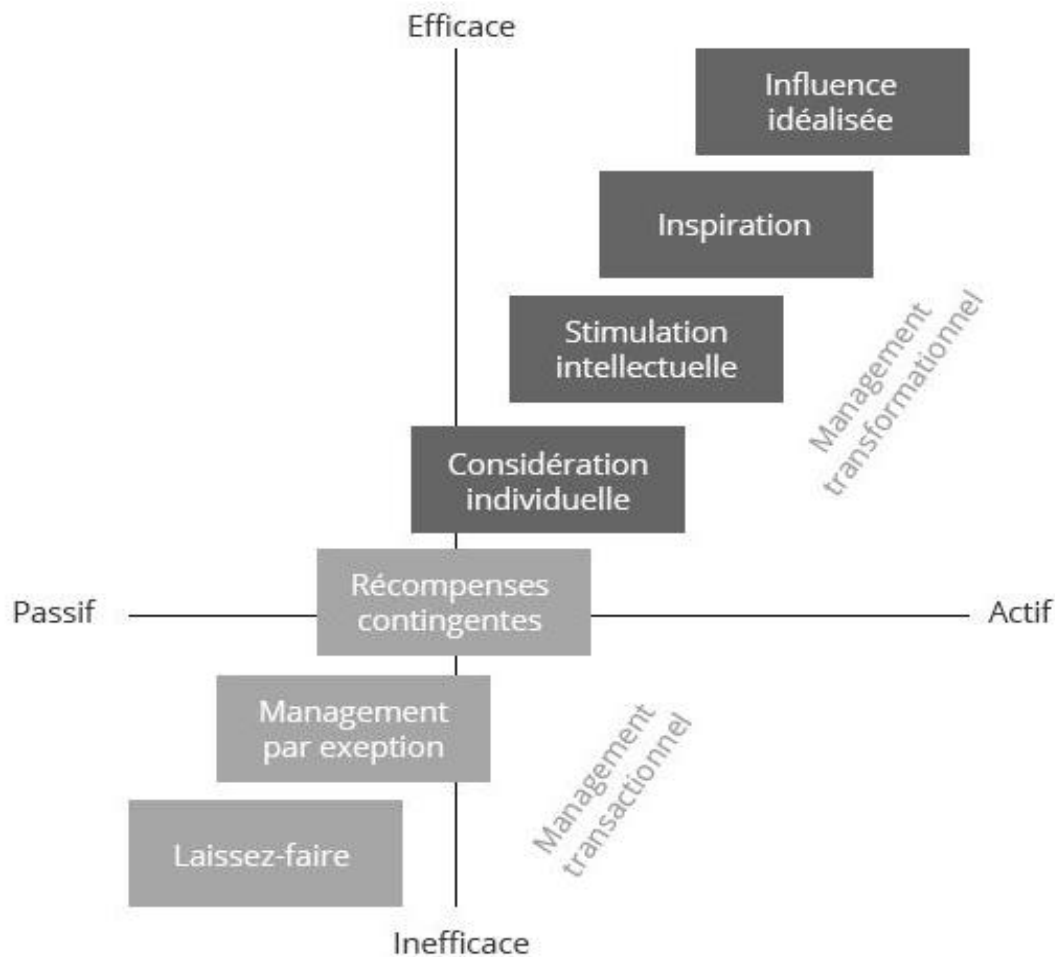 Efficace
Influence
idéalisée
Inspiration
Stimulation
intellectuelle
Management
transformationnel
Considération
individuelle
Récompenses
contingentes
Passif
Actif
Management
par exeption
Management
transactionnel
Laissez-faire
Inefficace